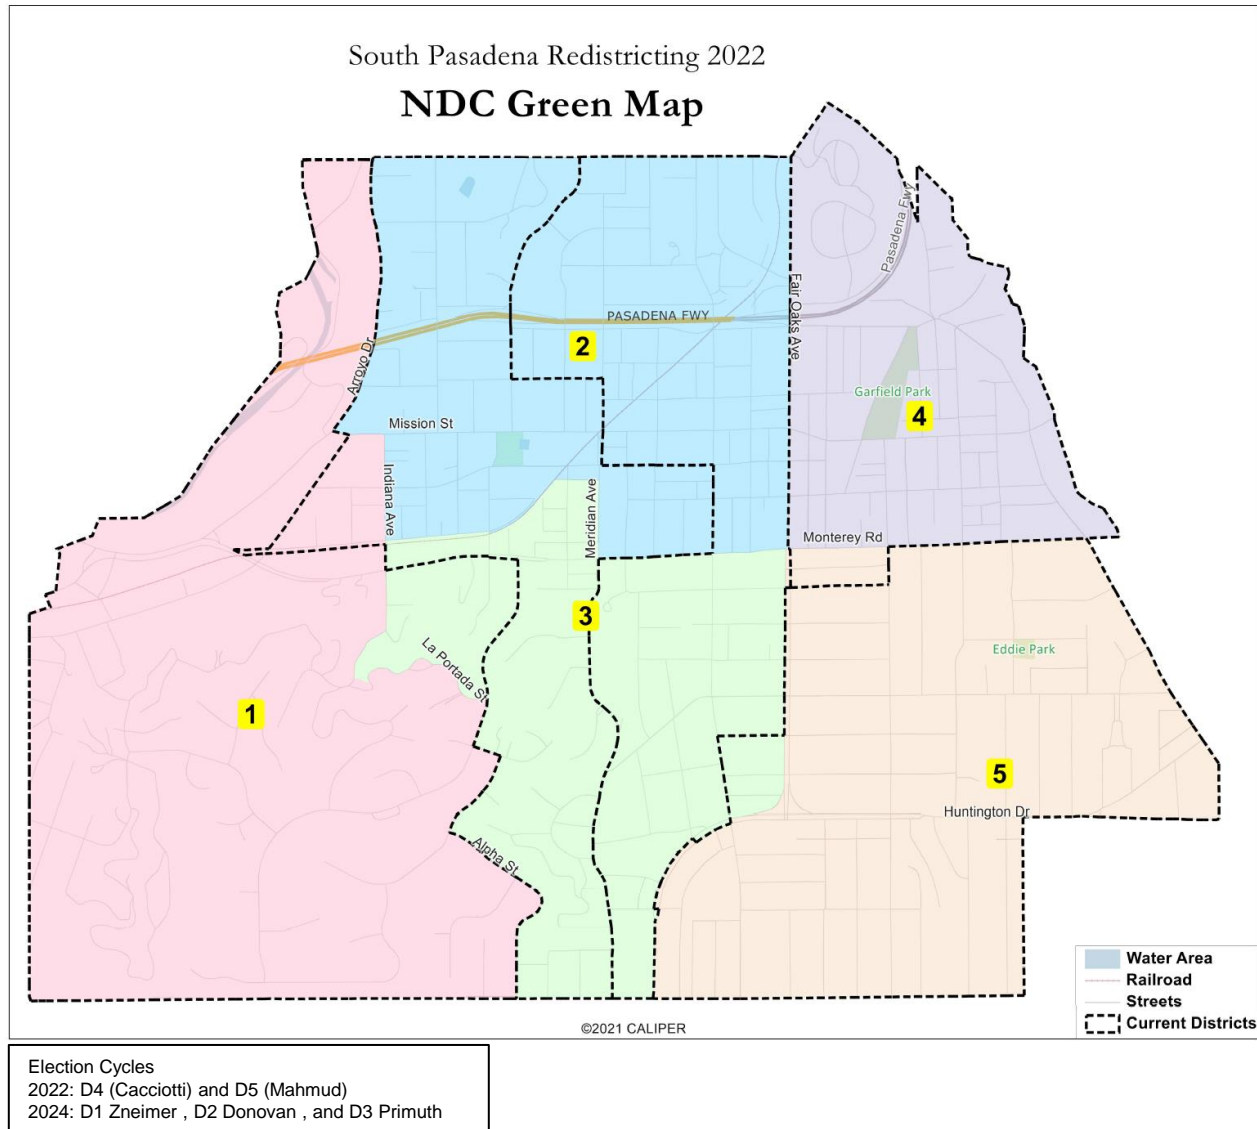 South Pasadena Redistricting 2022
NDC Green Map
Pasadena Fwy
Fair Oaks Ave
PASADENA FWY
2
Arroyo Dr
Garfield Park
4
Mission St
Indiana Ave
Meridian Ave
Monterey Rd
3
La Portada St
Eddie Park
1
5
Huntington Dr
Alpha St
Water Area
Railroad
Streets
Current Districts
©2021 CALIPER
Election Cycles
2022: D4 (Cacciotti) and D5 (Mahmud)
2024: D1 Zneimer , D2 Donovan , and D3 Primuth